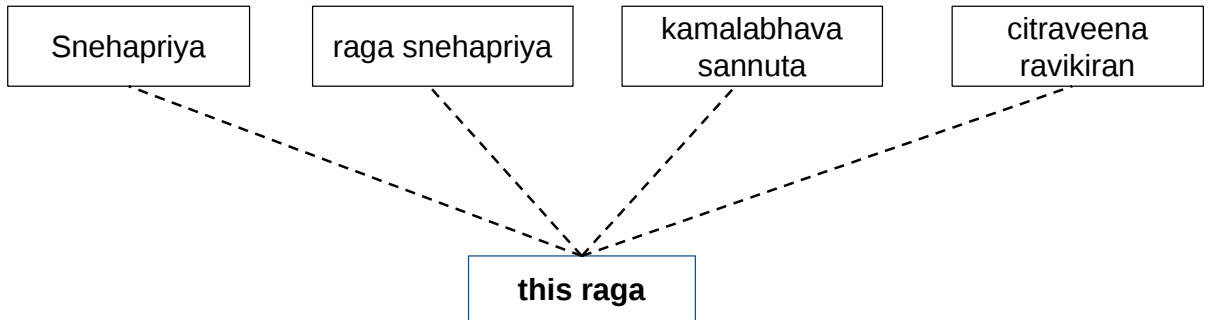 Snehapriya
raga snehapriya
kamalabhava
sannuta
citraveena
ravikiran
this raga